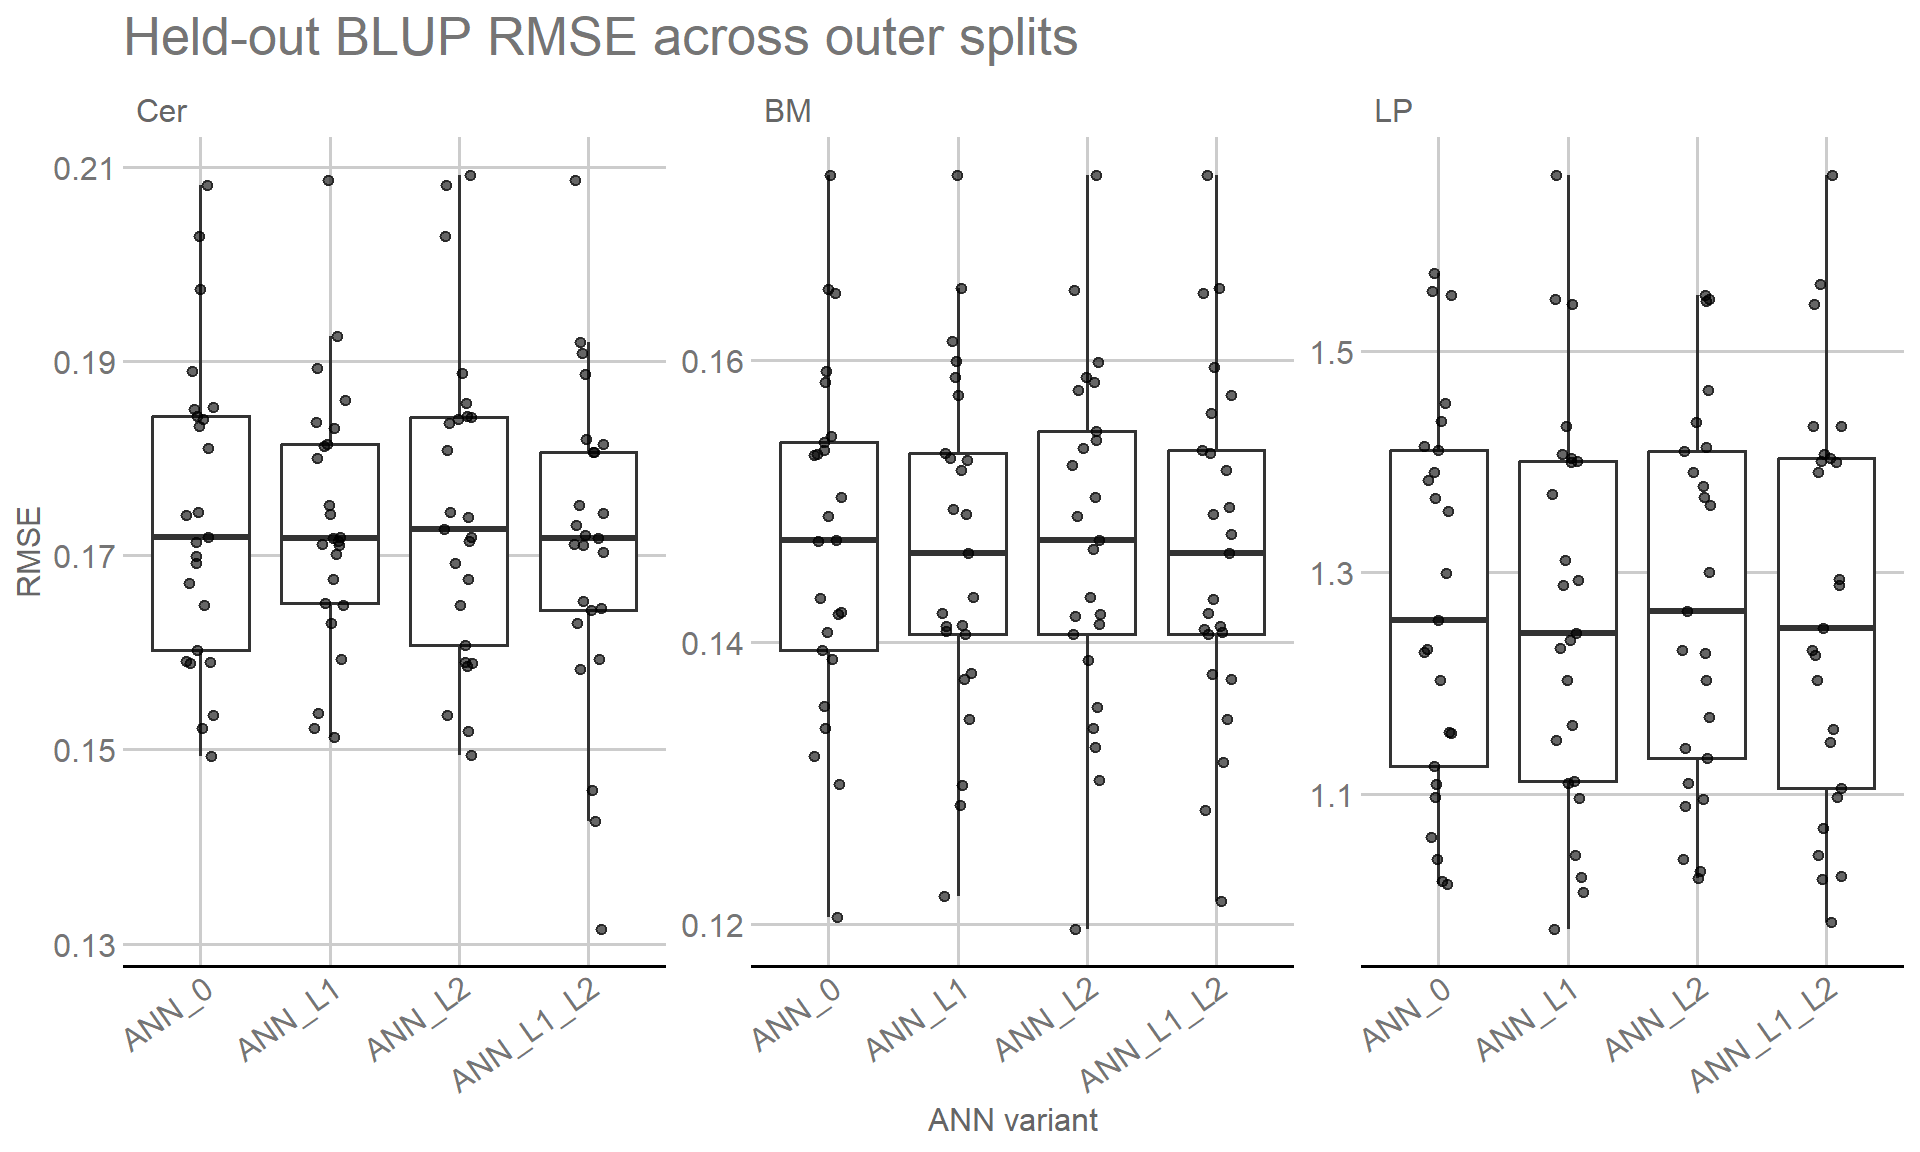 Held-out BLUP RMSE across outer splits
Cer
BM
LP
RMSE
0.21
0.19
0.17
0.15
0.13
0.16
0.14
0.12
1.5
1.3
1.1
ANN_0
ANN_L1
ANN_L2
ANN_L1_L2
ANN_0
ANN_L1
ANN_L2
ANN_L1_L2
ANN_0
ANN_L1
ANN_L2
ANN_L1_L2
ANN variant